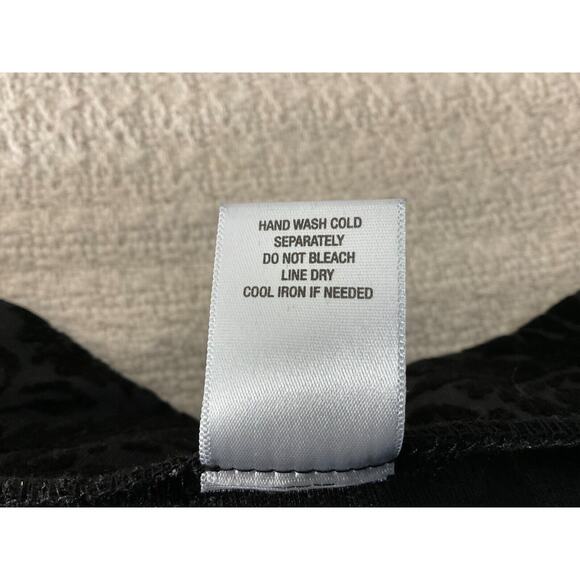 HAND WASH COLD
SEPARATELY
DO NOT BLEACH
LINE DRY
COOL IRON IF NEEDED